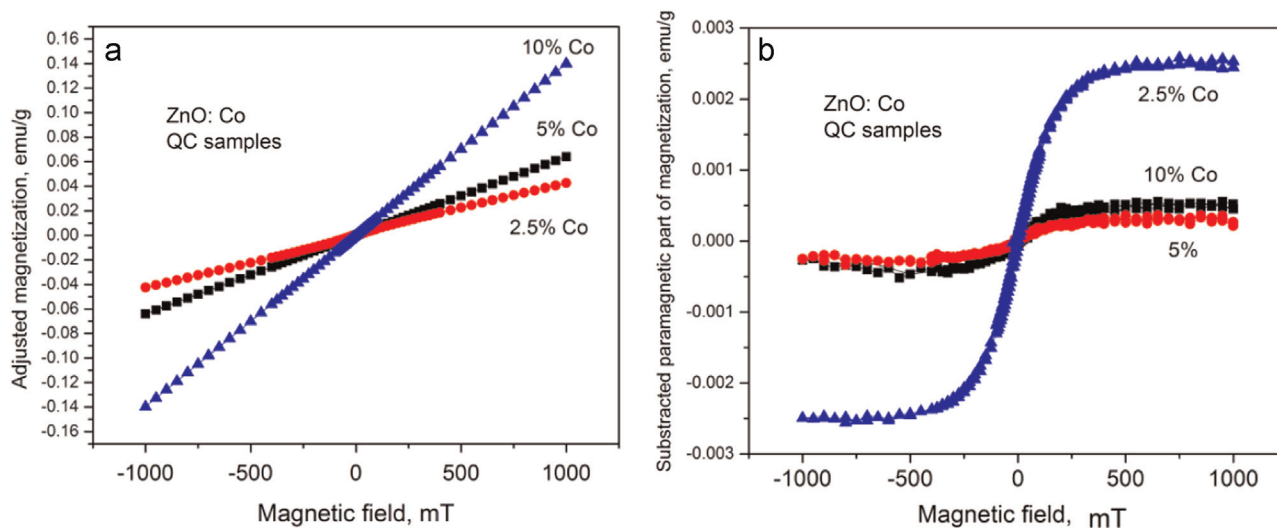 a
Adjusted magnetization, emu/g
0.16
0.14
0.12
0.10
0.08
0.06
0.04
0.02
0.00
-0.02
-0.04
-0.06
-0.08
-0.10
-0.12
-0.14
-0.16
ZnO: Co
QC samples
10% Co
5% Co
2.5% Co
-1000 -500 0 500 1000
Magnetic field, mT
b
Substracted paramagnetic part of magnetization, emu/g
0.003
0.002
0.001
0.000
-0.001
-0.002
-0.003
ZnO: Co
QC samples
2.5% Co
10% Co
5%
-1000 -500 0 500 1000
Magnetic field, mT